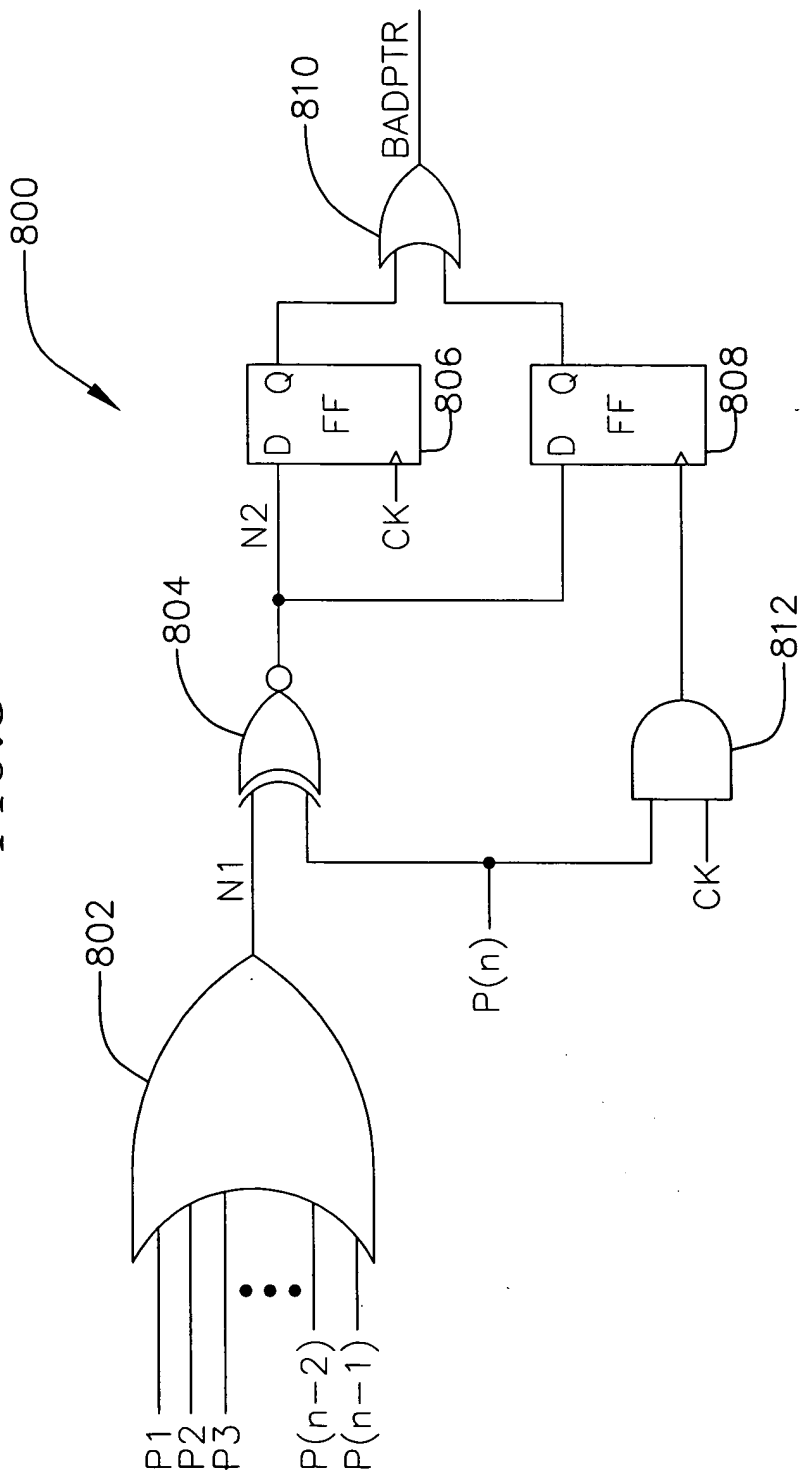 800
810
BADPTR
806
808
Q
Q
D
D
FF
FF
N2
CK
804
812
N1
CK
P(n)
802
P1
P2
P3
P(n-2)
P(n-1)